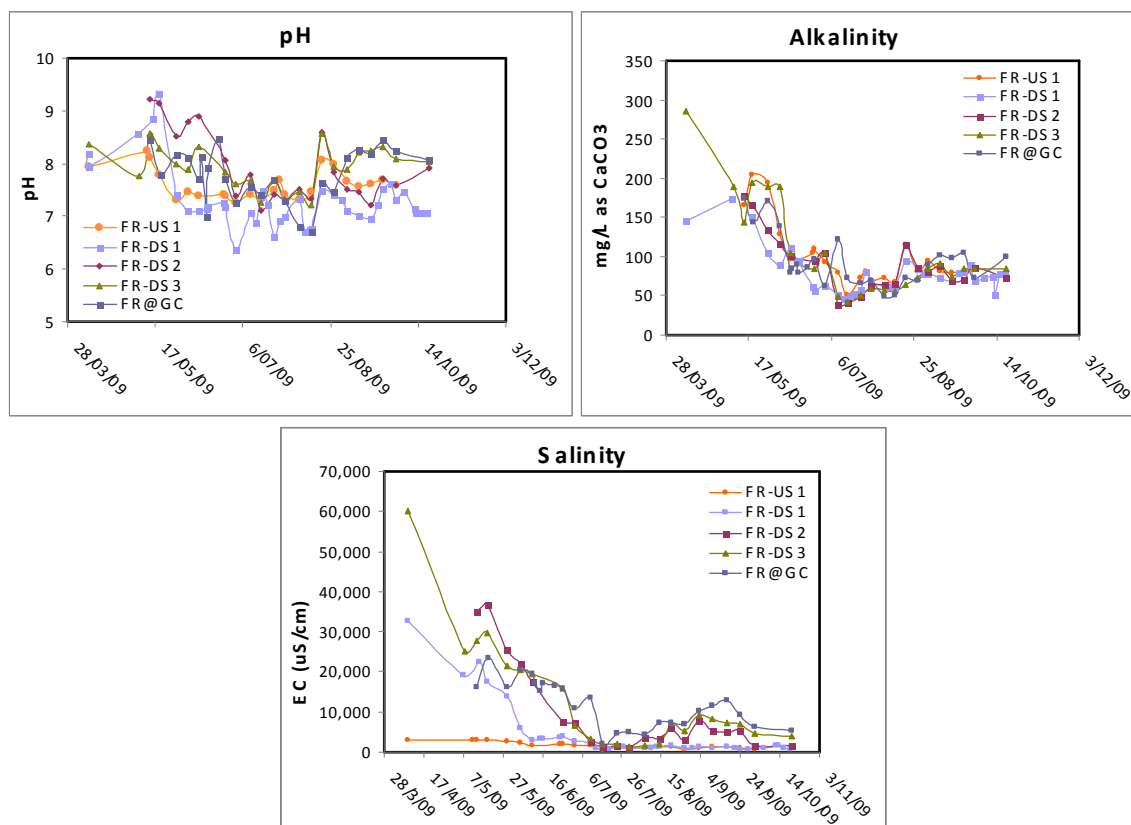 pH
10
9
8
7
6
5
pH
FR-US 1
FR-DS 1
FR-DS 2
FR-DS 3
FR@GC
28/03/09
17/05/09
6/07/09
25/08/09
14/10/09
3/12/09
Alkalinity
350
300
250
200
150
100
50
0
mg/L as CaCO3
FR-US 1
FR-DS 1
FR-DS 2
FR-DS 3
FR@GC
28/03/09
17/05/09
6/07/09
25/08/09
14/10/09
3/12/09
Salinity
70,000
60,000
50,000
40,000
30,000
20,000
10,000
0
EC (uS/cm)
FR-US 1
FR-DS 1
FR-DS 2
FR-DS 3
FR@GC
28/3/09
17/4/09
7/5/09
27/5/09
16/6/09
6/7/09
26/7/09
15/8/09
4/9/09
24/9/09
14/10/09
3/11/09